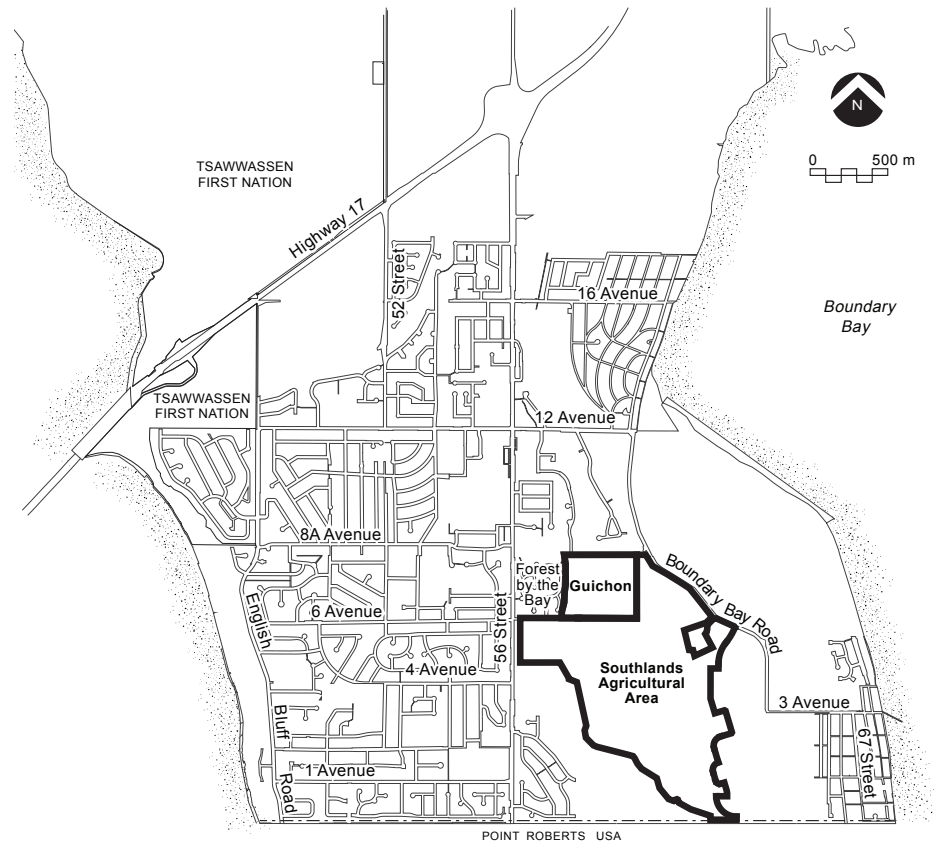 N
0 500 m
TSAWWASSEN
FIRST NATION
Highway 17
52 Street
16 Avenue
Boundary
Bay
TSAWWASSEN
FIRST NATION
12 Avenue
8A Avenue
Forest
by the
Bay
Guichon
Boundary Bay Road
English
Bluff
Road
6 Avenue
56 Street
4 Avenue
Southlands
Agricultural
Area
3 Avenue
67 Street
1 Avenue
POINT ROBERTS USA